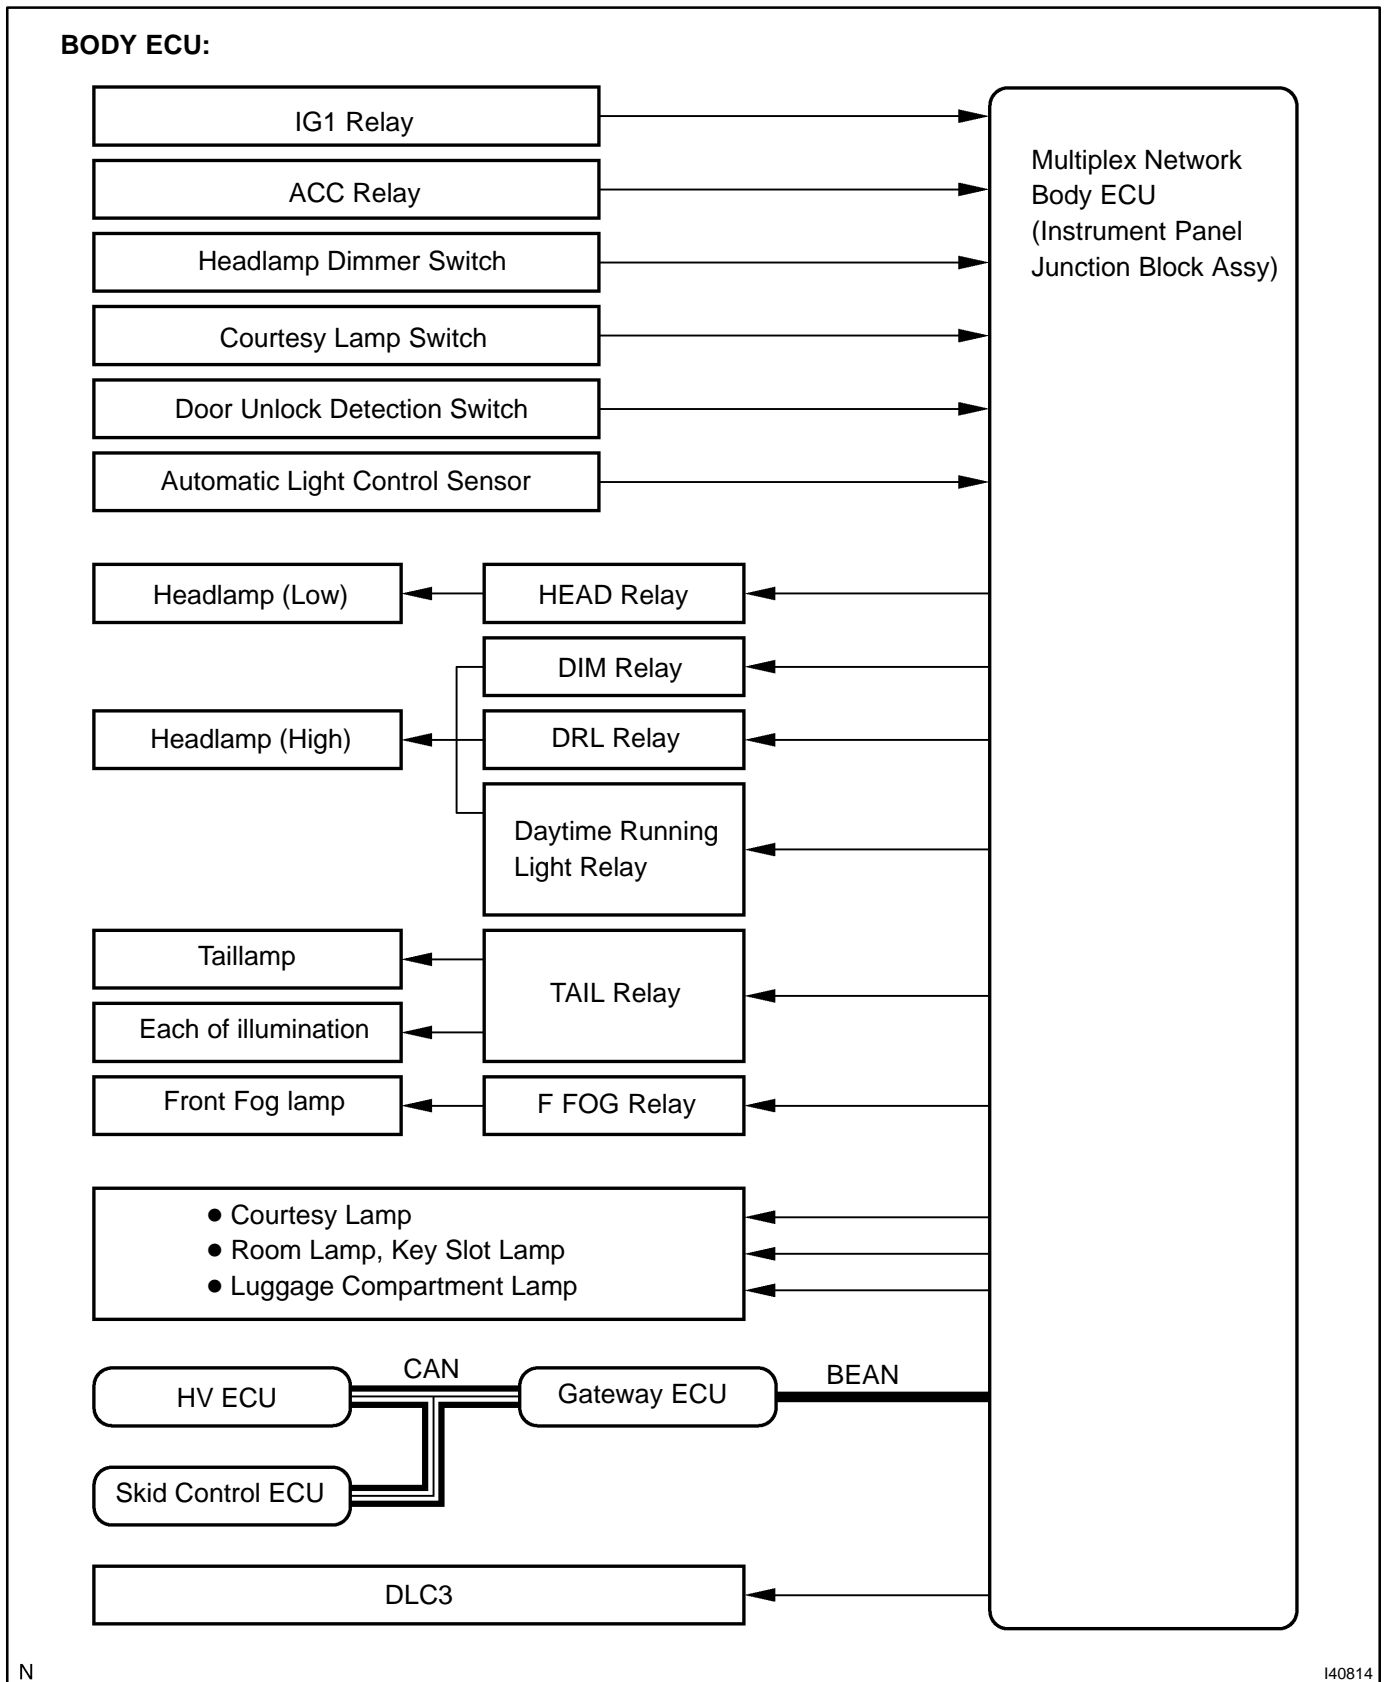 BODY ECU:
IG1 Relay
ACC Relay
Headlamp Dimmer Switch
Courtesy Lamp Switch
Door Unlock Detection Switch
Automatic Light Control Sensor
Multiplex Network
Body ECU
(Instrument Panel
Junction Block Assy)
Headlamp (Low)
HEAD Relay
DIM Relay
Headlamp (High)
DRL Relay
Daytime Running
Light Relay
Taillamp
TAIL Relay
Each of illumination
Front Fog lamp
F FOG Relay
● Courtesy Lamp
● Room Lamp, Key Slot Lamp
● Luggage Compartment Lamp
HV ECU
CAN
Gateway ECU
BEAN
Skid Control ECU
DLC3
N
I40814